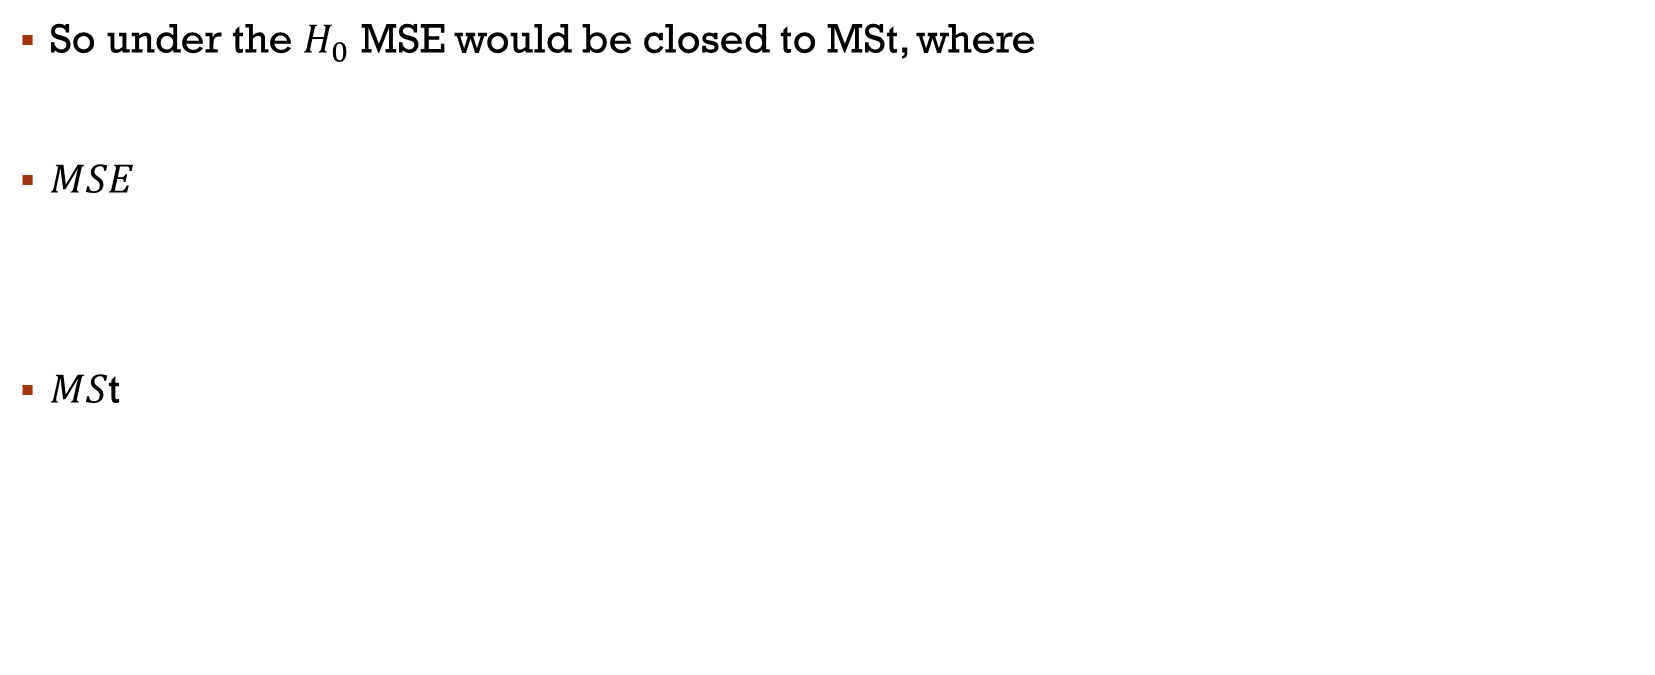 ▪ So under the H₀ MSE would be closed to MSt, where
▪ MSE
▪ MSt